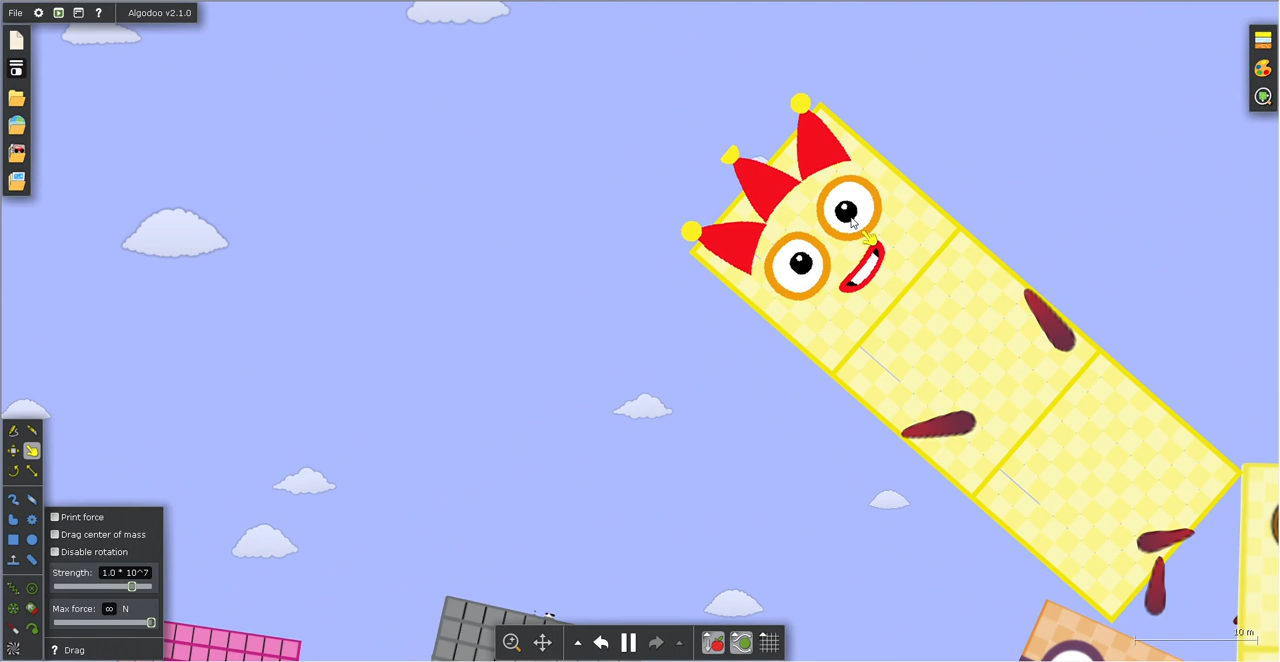 File ? Algodoo v2.1.0
Print force
Drag center of mass
Disable rotation
Strength: 1.0 * 10^7
Max force: ∞ N
? Drag
10 m